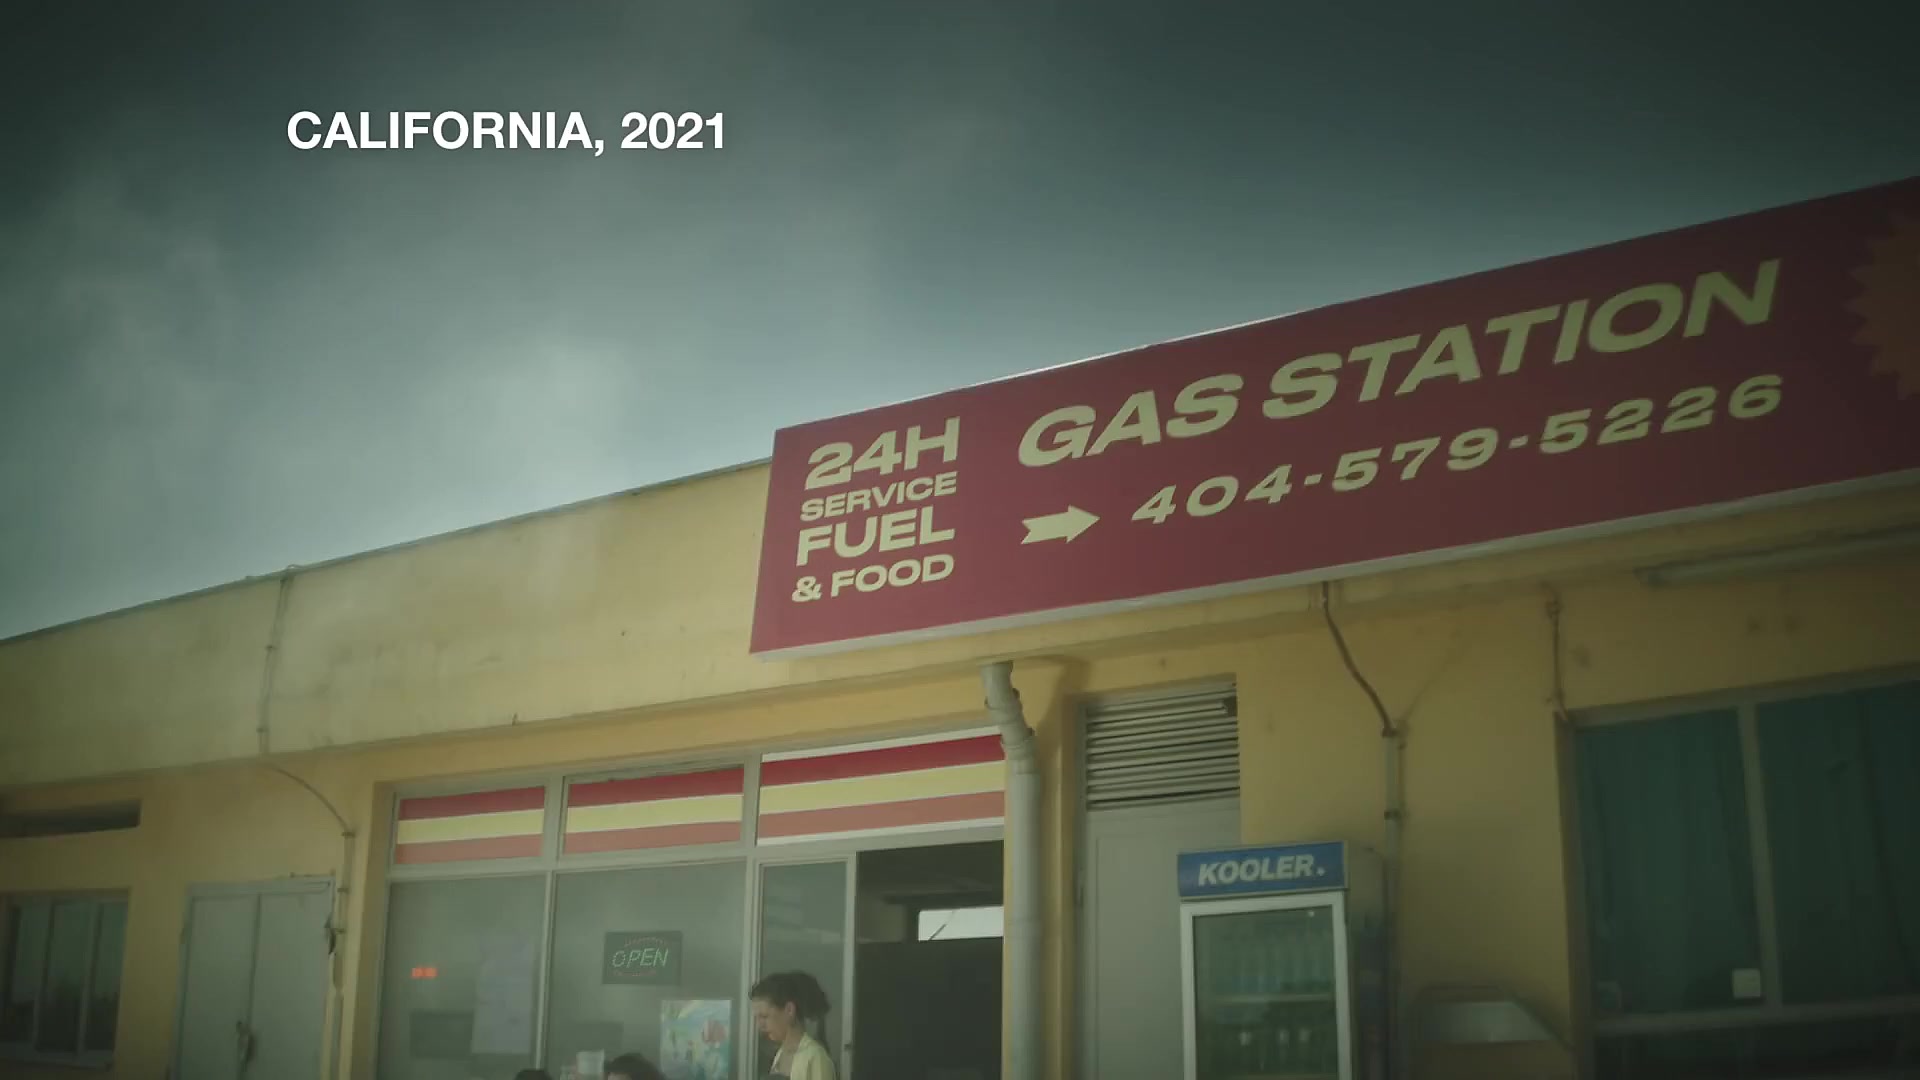 CALIFORNIA, 2021
24H
SERVICE
FUEL
& FOOD
GAS STATION
404-579-5226
KOOLER.
OPEN